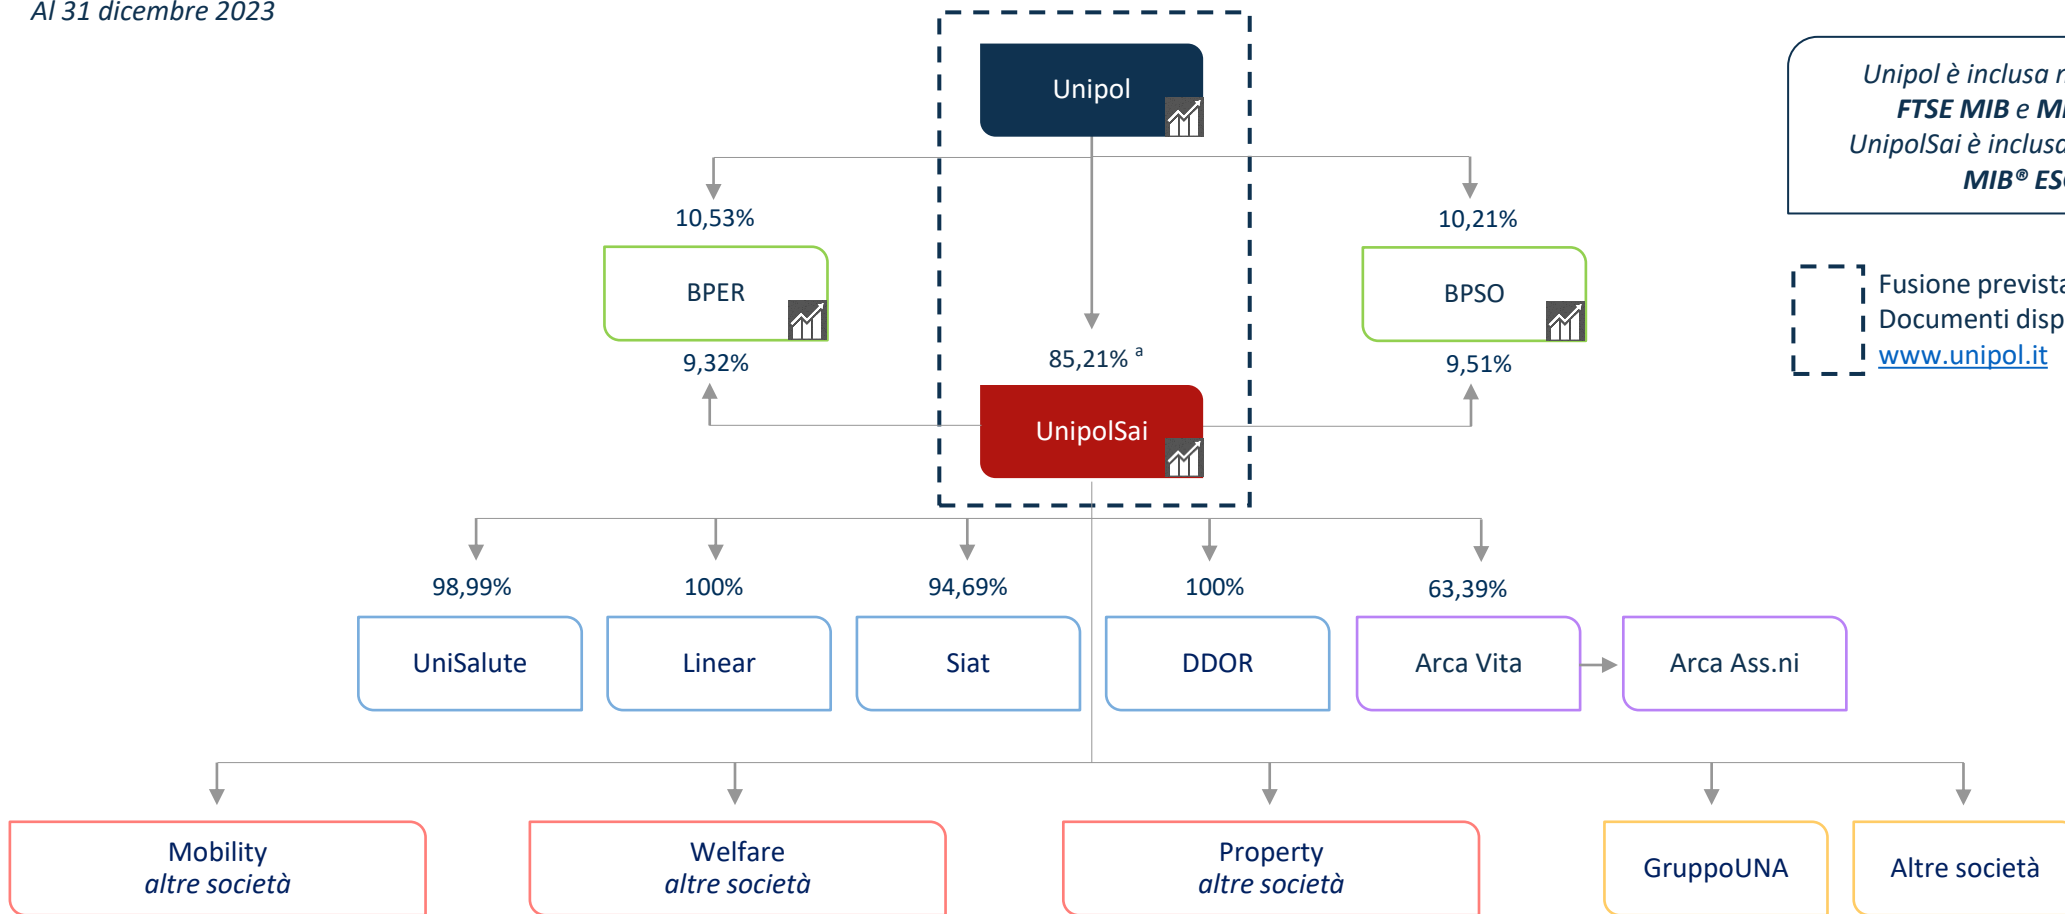 Al 31 dicembre 2023
Unipol
Unipol è inclusa
FTSE MIB e
UnipolSai è inclusa
MIB®
10,53%
10,21%
BPER
BPSO
Fusione prevista
Documenti
www.unipol.it
9,32%
85,21% a
9,51%
UnipolSai
98,99%
100%
94,69%
100%
63,39%
UniSalute
Linear
Siat
DDOR
Arca Vita
Arca Ass.ni
Mobility
altre società
Welfare
altre società
Property
altre società
GruppoUNA
Altre società